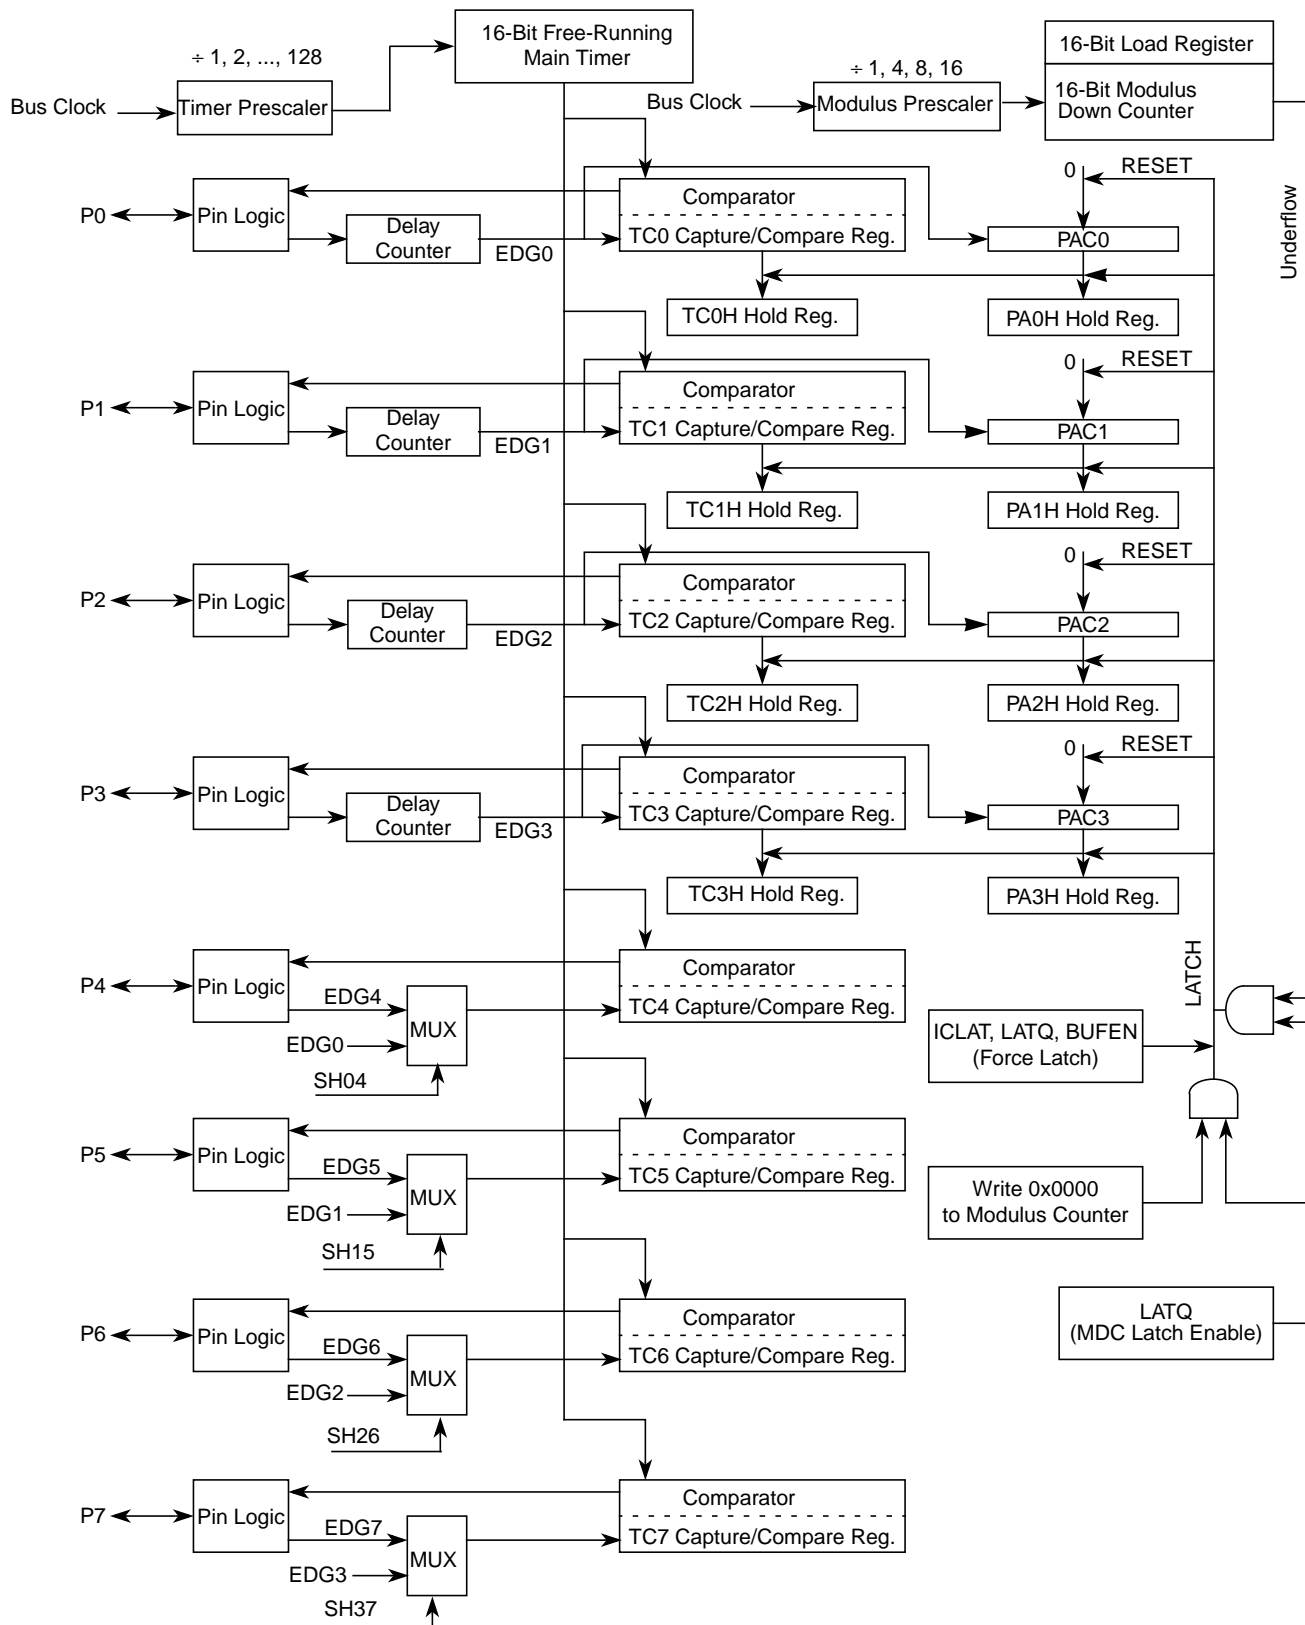 16-Bit Free-Running
Main Timer
÷ 1, 2, ..., 128
Bus Clock
Timer Prescaler
÷ 1, 4, 8, 16
Bus Clock
Modulus Prescaler
16-Bit Load Register
16-Bit Modulus
Down Counter
Underflow
P0
Pin Logic
Delay
Counter
EDG0
Comparator
TC0 Capture/Compare Reg.
0
RESET
PAC0
TC0H Hold Reg.
PA0H Hold Reg.
P1
Pin Logic
Delay
Counter
EDG1
Comparator
TC1 Capture/Compare Reg.
0
RESET
PAC1
TC1H Hold Reg.
PA1H Hold Reg.
P2
Pin Logic
Delay
Counter
EDG2
Comparator
TC2 Capture/Compare Reg.
0
RESET
PAC2
TC2H Hold Reg.
PA2H Hold Reg.
P3
Pin Logic
Delay
Counter
EDG3
Comparator
TC3 Capture/Compare Reg.
0
RESET
PAC3
TC3H Hold Reg.
PA3H Hold Reg.
LATCH
P4
Pin Logic
EDG4
EDG0
MUX
SH04
Comparator
TC4 Capture/Compare Reg.
ICLAT, LATQ, BUFEN
(Force Latch)
P5
Pin Logic
EDG5
EDG1
MUX
SH15
Comparator
TC5 Capture/Compare Reg.
Write 0x0000
to Modulus Counter
P6
Pin Logic
EDG6
EDG2
MUX
SH26
Comparator
TC6 Capture/Compare Reg.
LATQ
(MDC Latch Enable)
P7
Pin Logic
EDG7
EDG3
MUX
SH37
Comparator
TC7 Capture/Compare Reg.